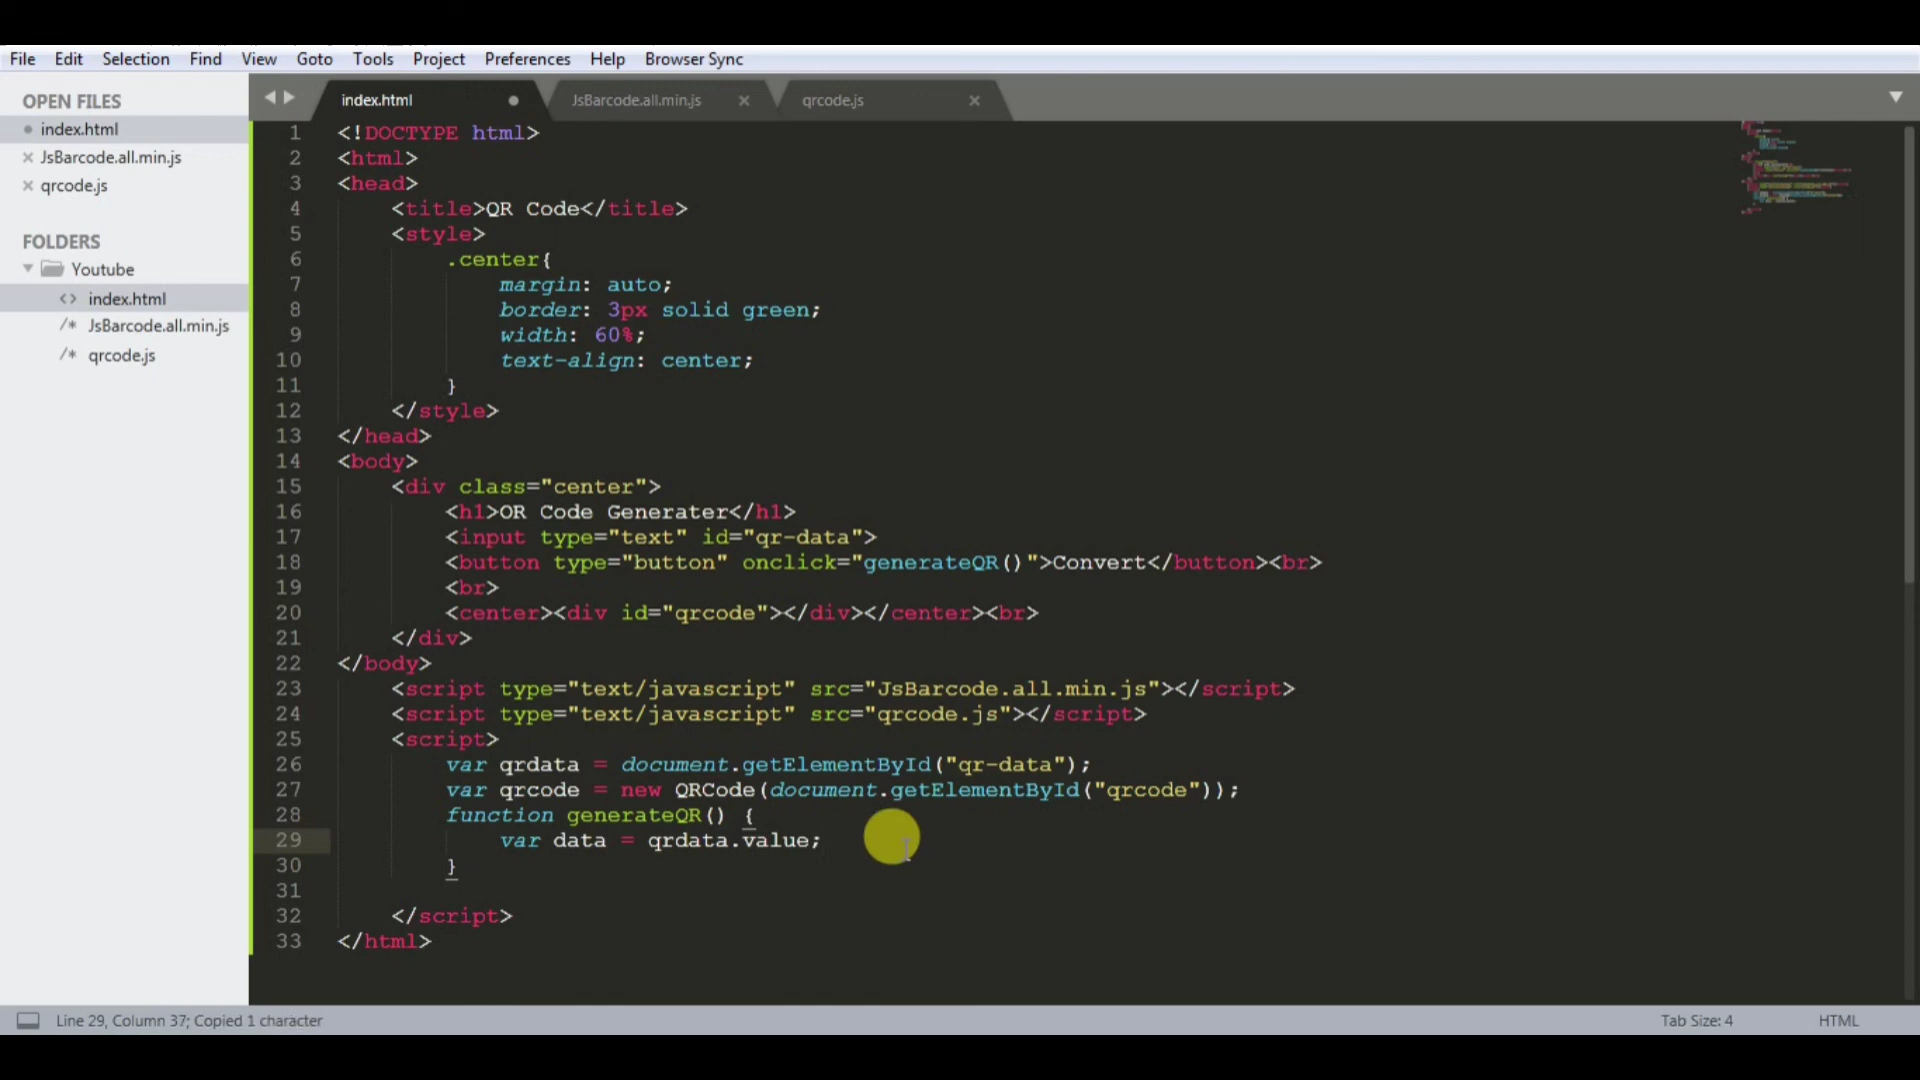 File Edit Selection Find View Goto Tools Project Preferences Help Browser Sync
OPEN FILES
index.html
JsBarcode.all.min.js
qrcode.js
FOLDERS
Youtube
<> index.html
/* JsBarcode.all.min.js
/* qrcode.js
index.html JsBarcode.all.min.js qrcode.js
1 <!DOCTYPE html>
2 <html>
3 <head>
4 <title>QR Code</title>
5 <style>
6 .center{
7 margin: auto;
8 border: 3px solid green;
9 width: 60%;
10 text-align: center;
11 }
12 </style>
13 </head>
14 <body>
15 <div class="center">
16 <h1>OR Code Generater</h1>
17 <input type="text" id="qr-data">
18 <button type="button" onclick="generateQR()">Convert</button><br>
19 <br>
20 <center><div id="qrcode"></div></center><br>
21 </div>
22 </body>
23 <script type="text/javascript" src="JsBarcode.all.min.js"></script>
24 <script type="text/javascript" src="qrcode.js"></script>
25 <script>
26 var qrdata = document.getElementById("qr-data");
27 var qrcode = new QRCode(document.getElementById("qrcode"));
28 function generateQR() {
29 var data = qrdata.value;
30 }
31
32 </script>
33 </html>
Line 29, Column 37; Copied 1 character Tab Size: 4 HTML